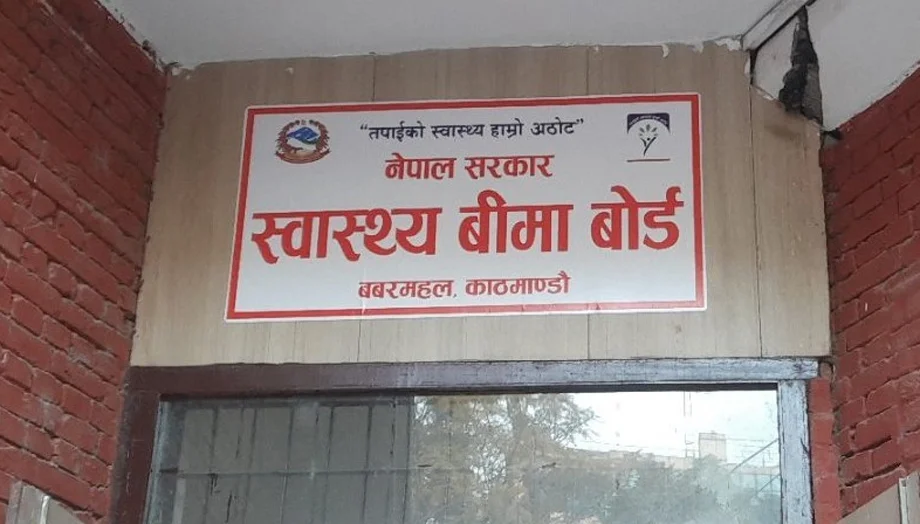 “तपाईको स्वास्थ्य हाम्रो अठोट”
नेपाल सरकार
स्वास्थ्य बीमा बोर्ड
बबरमहल, काठमाण्डौ